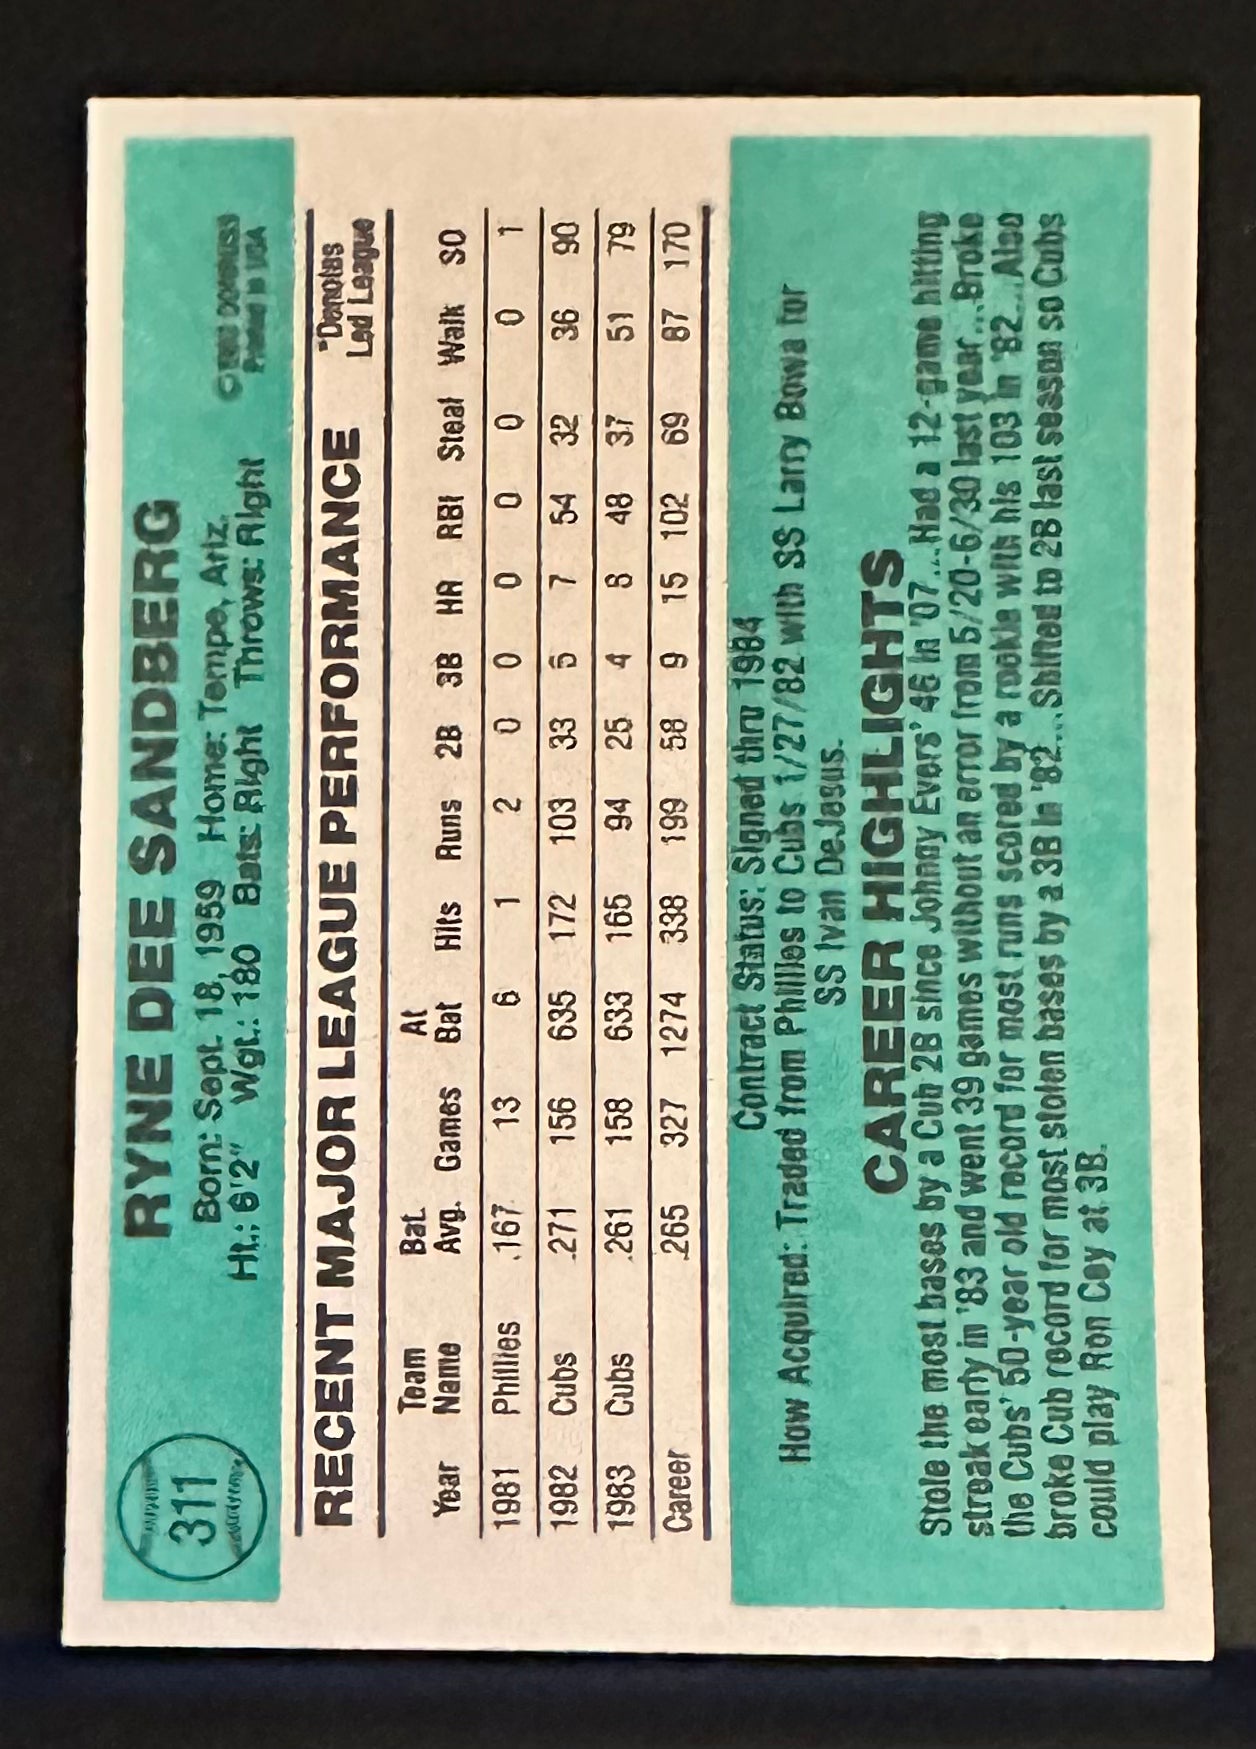 311
RYNE DEE SANDBERG
Born: Sept. 18, 1959 Home: Tempe, Ariz.
Ht.: 6'2" Wgt.: 180 Bats: Right Throws: Right
DONRUSS
Printed in USA
RECENT MAJOR LEAGUE PERFORMANCE
*Denotes
Led League
Year Team Name Bat. Avg. Games At Bat Hits Runs 2B 3B HR RBI Steal Walk SO
1981 Phillies .167 13 6 1 2 0 0 0 0 0 0 1
1982 Cubs .271 156 635 172 103 33 5 7 54 32 36 90
1983 Cubs .261 158 633 165 94 25 4 8 48 37 51 79
Career .265 327 1274 338 199 58 9 15 102 69 87 170
Contract Status: Signed thru 1984
How Acquired: Traded from Phillies to Cubs 1/27/82 with SS Larry Bowa for
SS Ivan DeJesus.
CAREER HIGHLIGHTS
Stole the most bases by a Cub 2B since Johnny Evers' 46 in '07....Had a 12-game hitting
streak early in '83 and went 39 games without an error from 5/20-6/30 last year...Broke
the Cubs' 50-year old record for most runs scored by a rookie with his 103 in '82....Also
broke Cub record for most stolen bases by a 3B in '82....Shifted to 2B last season so Cubs
could play Ron Cey at 3B.